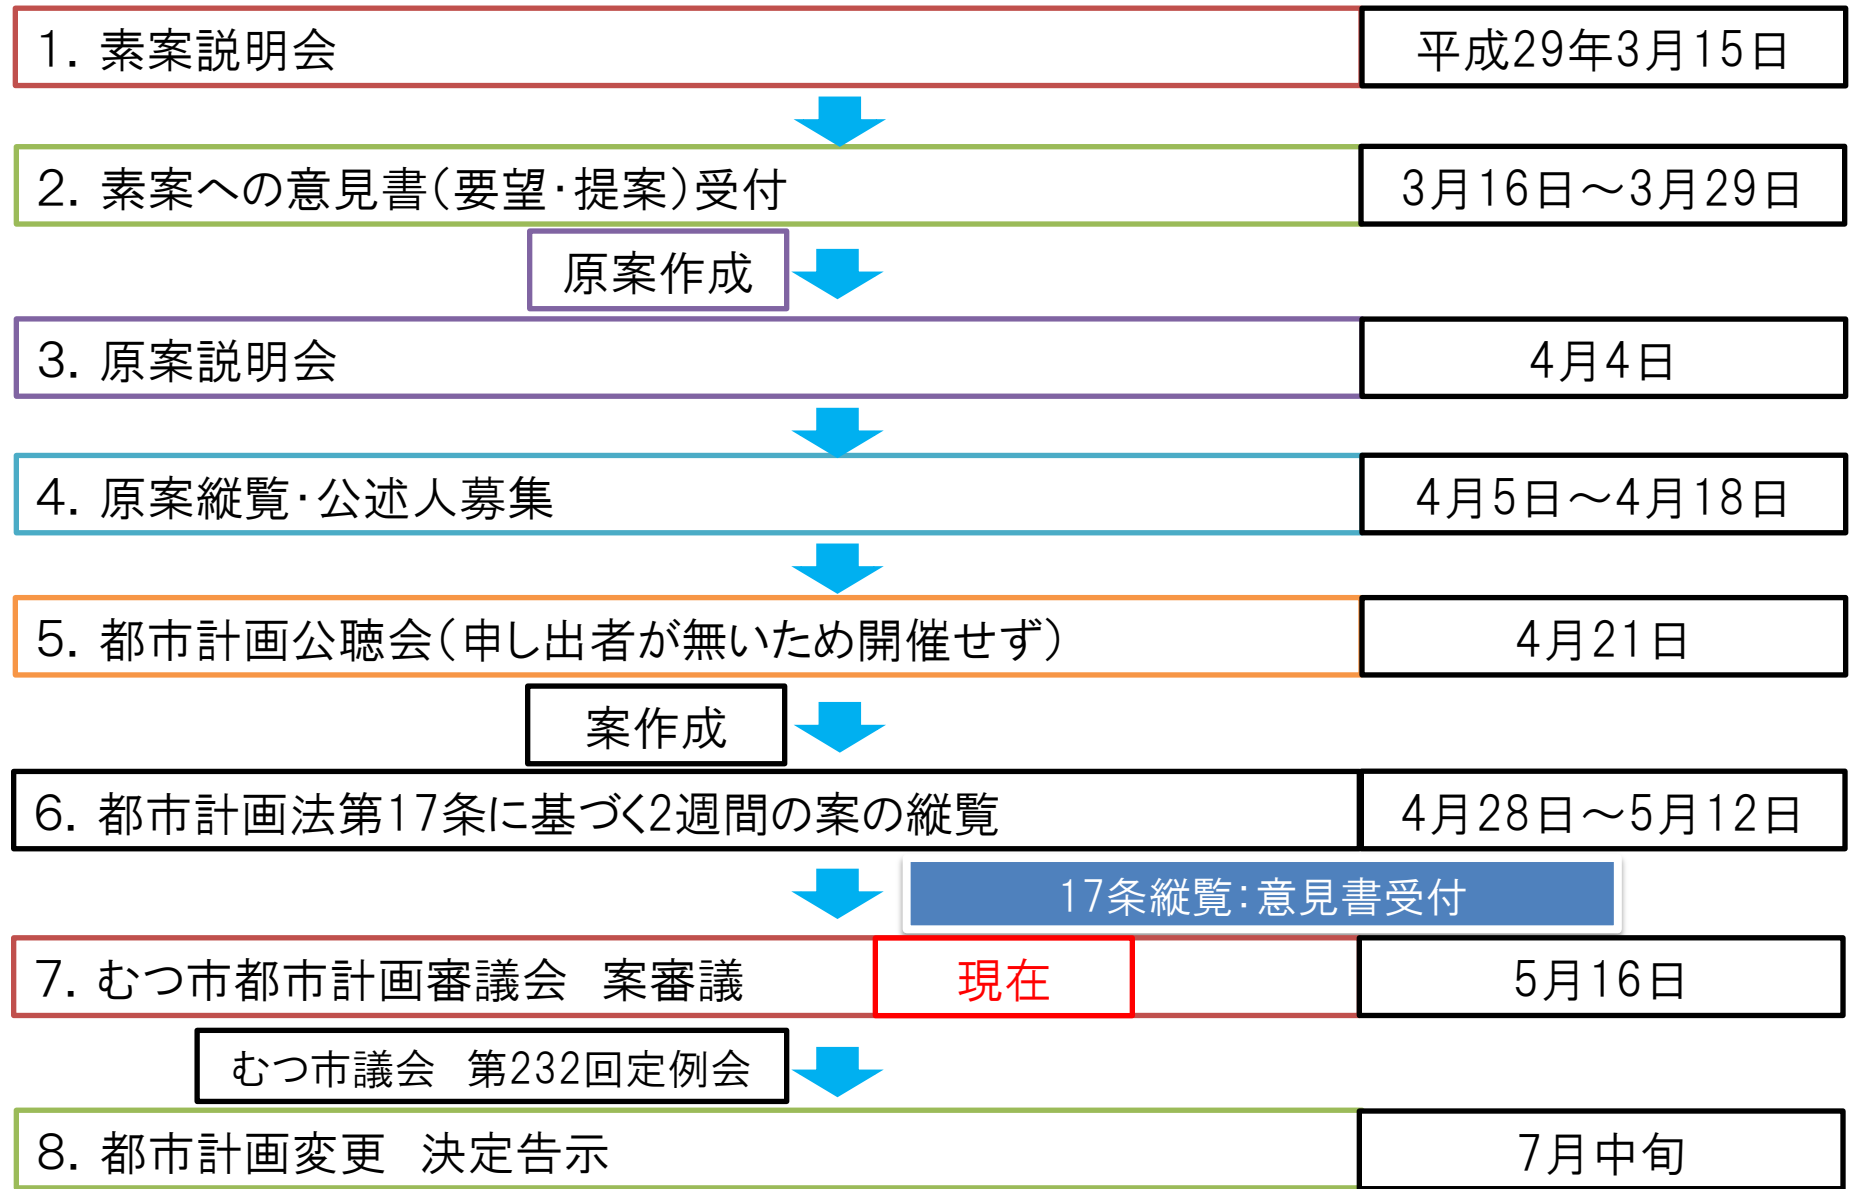 1. 素案説明会 平成29年3月15日
2. 素案への意見書(要望・提案)受付 3月16日～3月29日
原案作成
3. 原案説明会 4月4日
4. 原案縦覧・公述人募集 4月5日～4月18日
5. 都市計画公聴会(申し出者が無いため開催せず) 4月21日
案作成
6. 都市計画法第17条に基づく2週間の案の縦覧 4月28日～5月12日
17条縦覧：意見書受付
7. むつ市都市計画審議会　案審議 現在 5月16日
むつ市議会　第232回定例会
8. 都市計画変更　決定告示 7月中旬